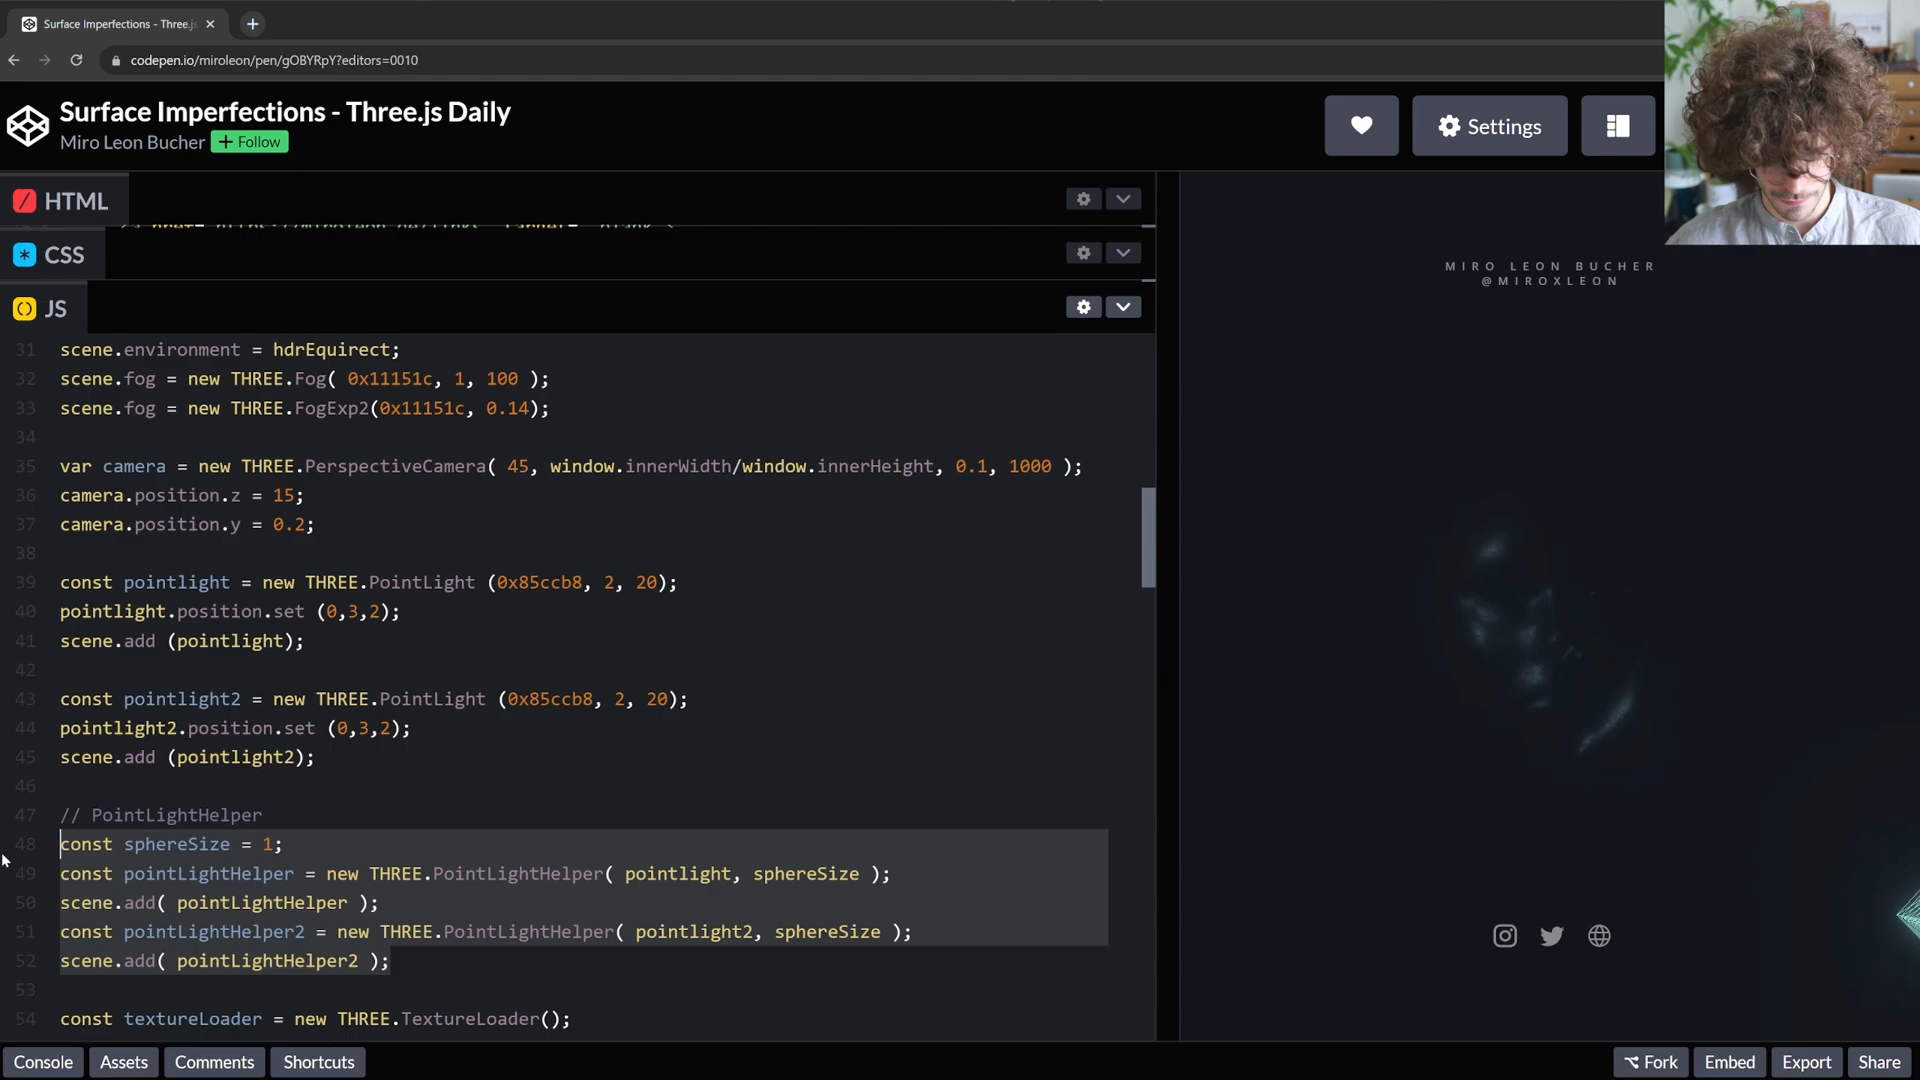 Surface Imperfections - Three.js
codepen.io/miroleon/pen/gOBYRpY?editors=0010
Surface Imperfections - Three.js Daily
Miro Leon Bucher + Follow
Settings
HTML
CSS
JS
31 scene.environment = hdrEquirect;
32 scene.fog = new THREE.Fog( 0x11151c, 1, 100 );
33 scene.fog = new THREE.FogExp2(0x11151c, 0.14);
34
35 var camera = new THREE.PerspectiveCamera( 45, window.innerWidth/window.innerHeight, 0.1, 1000 );
36 camera.position.z = 15;
37 camera.position.y = 0.2;
38
39 const pointlight = new THREE.PointLight (0x85ccb8, 2, 20);
40 pointlight.position.set (0,3,2);
41 scene.add (pointlight);
42
43 const pointlight2 = new THREE.PointLight (0x85ccb8, 2, 20);
44 pointlight2.position.set (0,3,2);
45 scene.add (pointlight2);
46
47 // PointLightHelper
48 const sphereSize = 1;
49 const pointLightHelper = new THREE.PointLightHelper( pointlight, sphereSize );
50 scene.add( pointLightHelper );
51 const pointLightHelper2 = new THREE.PointLightHelper( pointlight2, sphereSize );
52 scene.add( pointLightHelper2 );
53
54 const textureLoader = new THREE.TextureLoader();
MIRO LEON BUCHER
@MIROXLEON
Console Assets Comments Shortcuts
Fork Embed Export Share